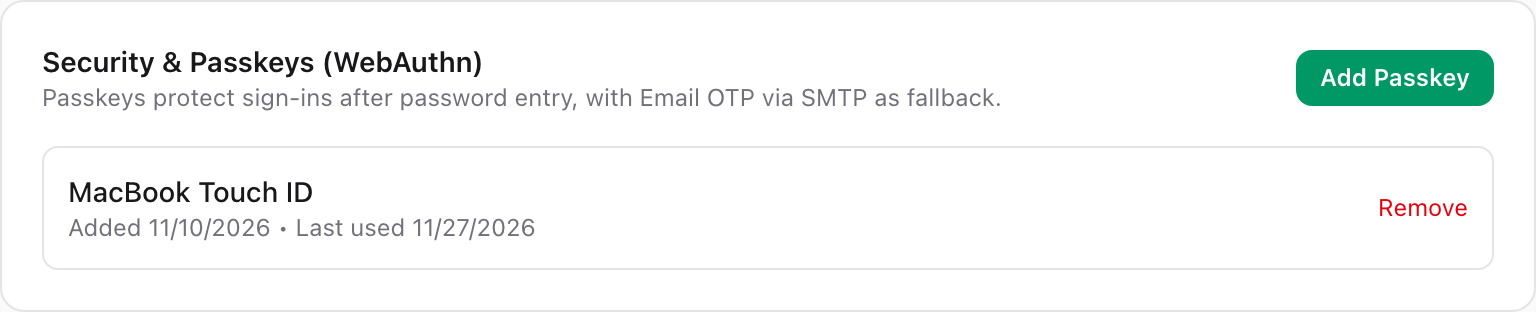 Security & Passkeys (WebAuthn)
Passkeys protect sign-ins after password entry, with Email OTP via SMTP as fallback.
Add Passkey
MacBook Touch ID
Added 11/10/2026 • Last used 11/27/2026
Remove